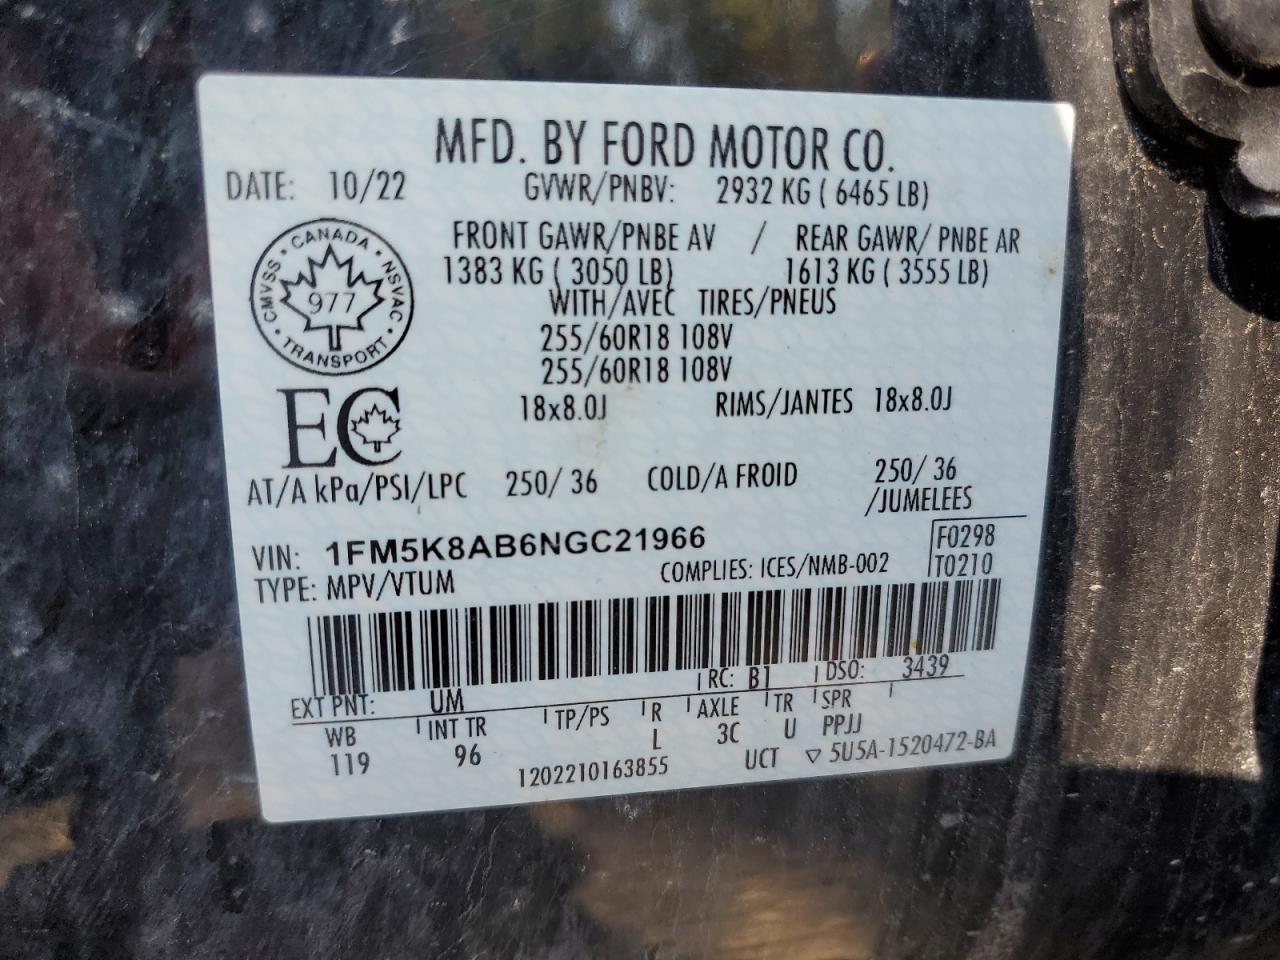 MFD. BY FORD MOTOR CO.
DATE: 10/22 GVWR/PNBV: 2932 KG ( 6465 LB)
FRONT GAWR/PNBE AV / REAR GAWR/ PNBE AR
1383 KG ( 3050 LB) 1613 KG ( 3555 LB)
WITH/AVEC TIRES/PNEUS
255/60R18 108V
255/60R18 108V
18x8.0J RIMS/JANTES 18x8.0J
CANADA
CMVSS · NSVAC
977
TRANSPORT
EC
AT/A kPa/PSI/LPC 250/ 36 COLD/A FROID 250/ 36
/JUMELEES
VIN: 1FM5K8AB6NGC21966
F0298
TYPE: MPV/VTUM COMPLIES: ICES/NMB-002 T0210
RC: B1 DSO: 3439
EXT PNT: UM
WB INT TR TP/PS R AXLE TR SPR
119 96 L 3C U PPJJ
1202210163855 UCT ▽ 5U5A-1520472-BA